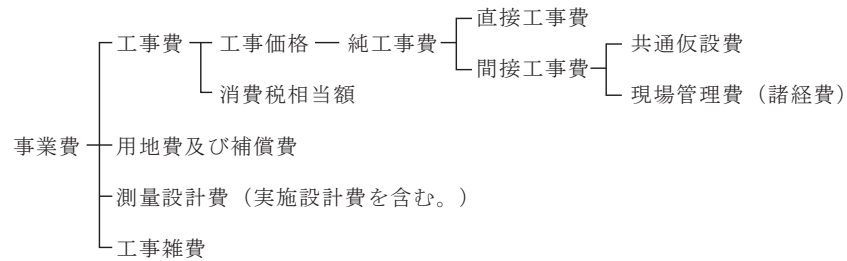 直接工事費
工事費 工事価格 純工事費
共通仮設費
間接工事費
消費税相当額
現場管理費（諸経費）
事業費 用地費及び補償費
測量設計費（実施設計費を含む。）
工事雑費